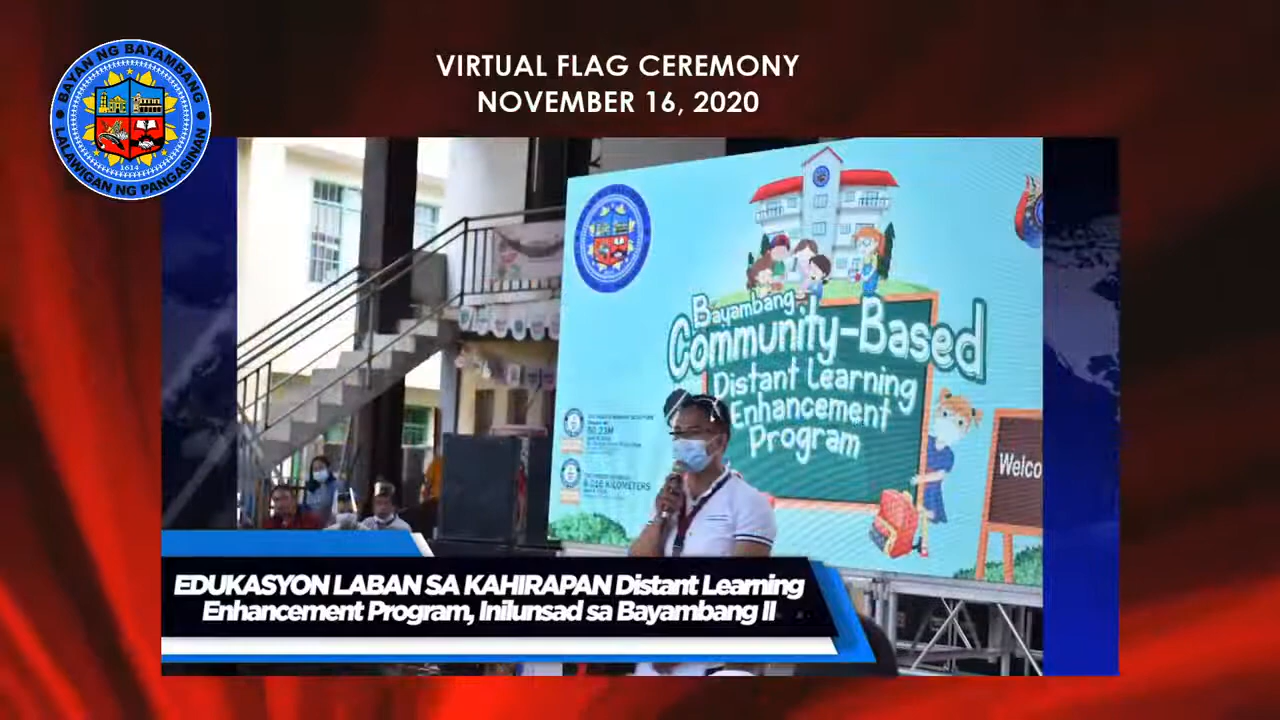 VIRTUAL FLAG CEREMONY
NOVEMBER 16, 2020
BAYAN NG BAYAMBANG
LALAWIGAN NG PANGASINAN
1614
Bayambang
Community-Based
Distant Learning
Enhancement
Program
Welco
EDUKASYON LABAN SA KAHIRAPAN Distant Learning
Enhancement Program, Inilunsad sa Bayambang II